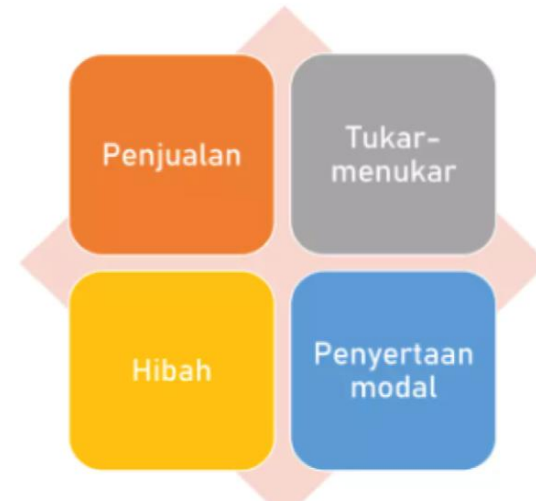 Penjualan
Tukar-
menukar
Hibah
Penyertaan
modal